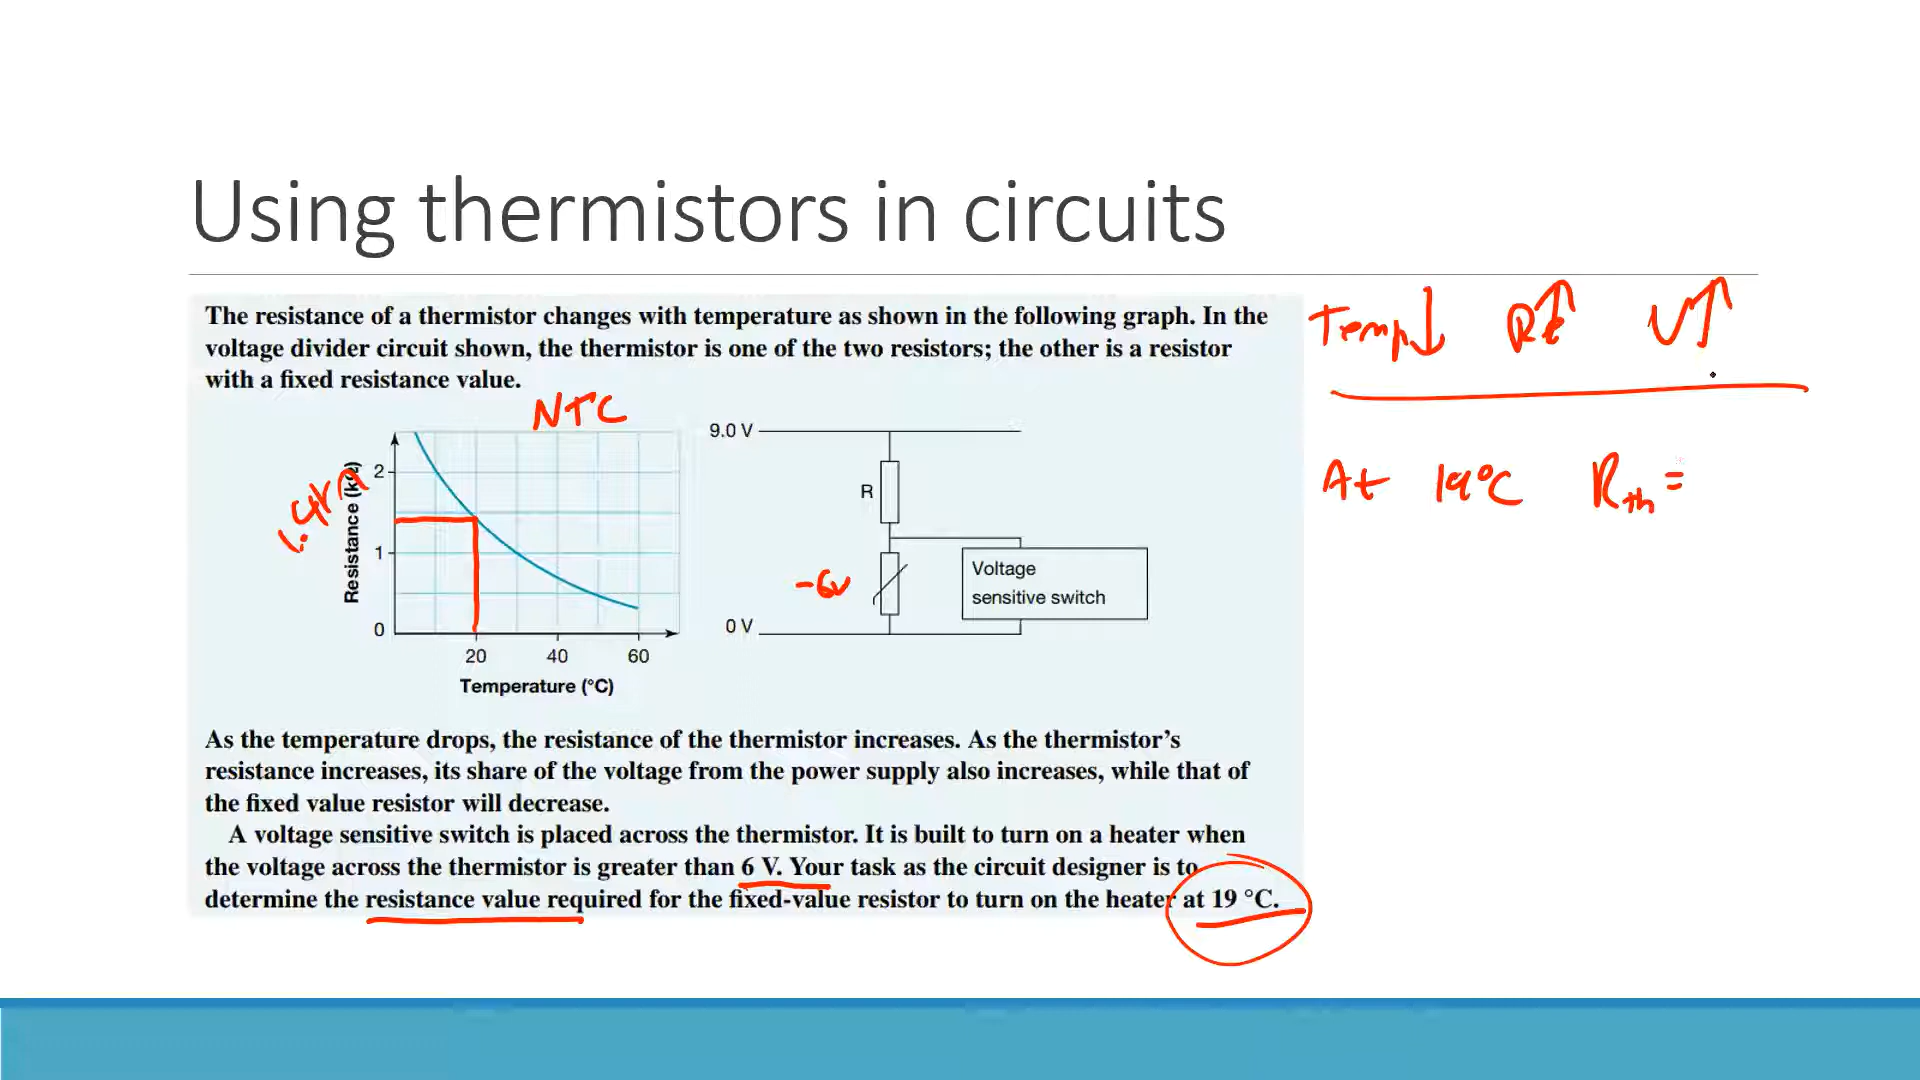 Using thermistors in circuits
The resistance of a thermistor changes with temperature as shown in the following graph. In the
voltage divider circuit shown, the thermistor is one of the two resistors; the other is a resistor
with a fixed resistance value.
Temp↓ Rt↑ V↑
NTC
Resistance (kΩ)
2
1
0
20 40 60
Temperature (°C)
1.4kΩ
9.0 V
R
-6V
0 V
Voltage
sensitive switch
At 19°C Rth =
As the temperature drops, the resistance of the thermistor increases. As the thermistor's
resistance increases, its share of the voltage from the power supply also increases, while that of
the fixed value resistor will decrease.
A voltage sensitive switch is placed across the thermistor. It is built to turn on a heater when
the voltage across the thermistor is greater than 6 V. Your task as the circuit designer is to
determine the resistance value required for the fixed-value resistor to turn on the heater at 19 °C.